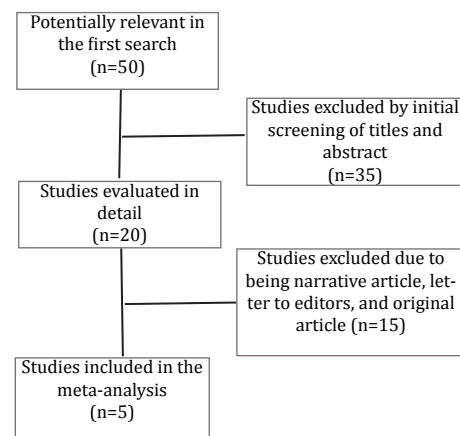 Potentially relevant in
the first search
(n=50)
Studies excluded by initial
screening of titles and
abstract
(n=35)
Studies evaluated in
detail
(n=20)
Studies excluded due to
being narrative article, let-
ter to editors, and original
article (n=15)
Studies included in the
meta-analysis
(n=5)